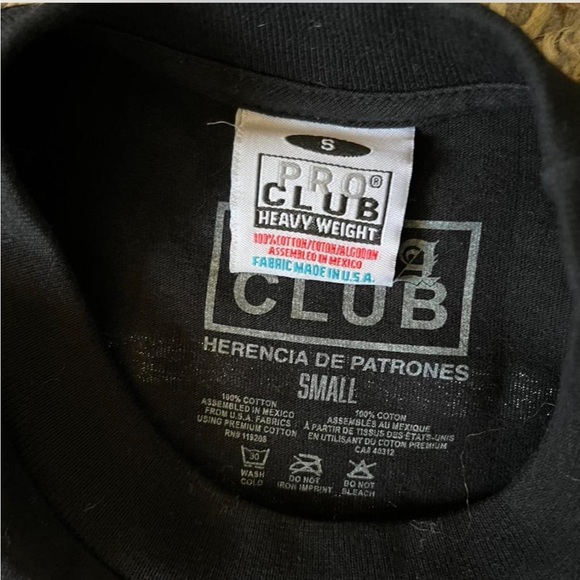 S
PRO®
CLUB
HEAVY WEIGHT
100% COTTON/COTON/ALGODON
ASSEMBLED IN MEXICO
FABRIC MADE IN U.S.A.
CLUB
HERENCIA DE PATRONES
SMALL
100% COTTON
ASSEMBLED IN MEXICO
FROM U.S.A. FABRICS
USING PREMIUM COTTON
RN# 119208
100% COTTON
ASSEMBLÉS AU MEXIQUE
À PARTIR DE TISSUS DES ÉTATS-UNIS
EN UTILISANT DU COTON PREMIUM
CA# 40312
30
WASH
COLD
DO NOT
IRON IMPRINT
DO NOT
BLEACH